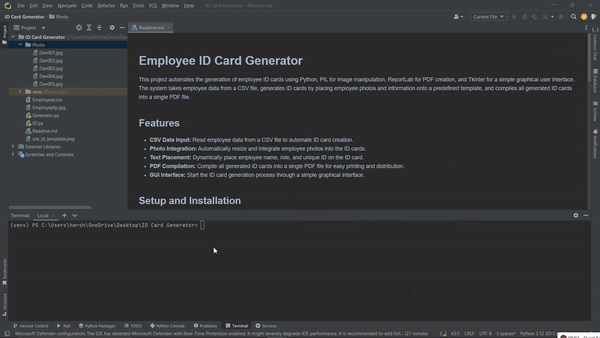 File Edit View Navigate Code Refactor Run Tools VCS Window Help ID Card Generator - Readme.md
ID Card Generator Photo Current File
Project Readme.md
ID Card Generator
Photo
Dev001.jpg
Dev002.jpg
Dev003.jpg
Dev004.jpg
Dev005.jpg
venv
Employees.csv
Generator.py
ID.py
Readme.md
External Libraries
Scratches and Consoles
Employee ID Card Generator
This project automates the generation of employee ID cards using Python, PIL for image manipulation, ReportLab for PDF creation, and Tkinter for a simple graphical user interface.
The system takes employee data from a CSV file, generates ID cards by placing employee photos and information onto a predefined template, and compiles all generated ID cards
into a single PDF file.
Features
CSV Data Input: Read employee data from a CSV file to automate ID card creation.
Photo Integration: Automatically resize and integrate employee photos into the ID cards.
Text Placement: Dynamically place employee name, role, and unique ID on the ID card.
PDF Compilation: Compile all generated ID cards into a single PDF file for easy printing and distribution.
GUI Interface: Start the ID card generation process through a simple graphical interface.
Setup and Installation
Project
Bookmarks
Structure
Database
SciView
Notifications
Terminal Local
(venv) PS C:\Users\harsh\OneDrive\Desktop\ID Card Generator>
Version Control Run Python Packages TODO Python Console Problems Terminal Services
Microsoft Defender configuration: The IDE has detected Microsoft Defender with Real-Time Protection enabled. It might severely degrade IDE performance. It is recommended to add foll... (27 minutes 63:1 CRLF UTF-8 3 spaces*